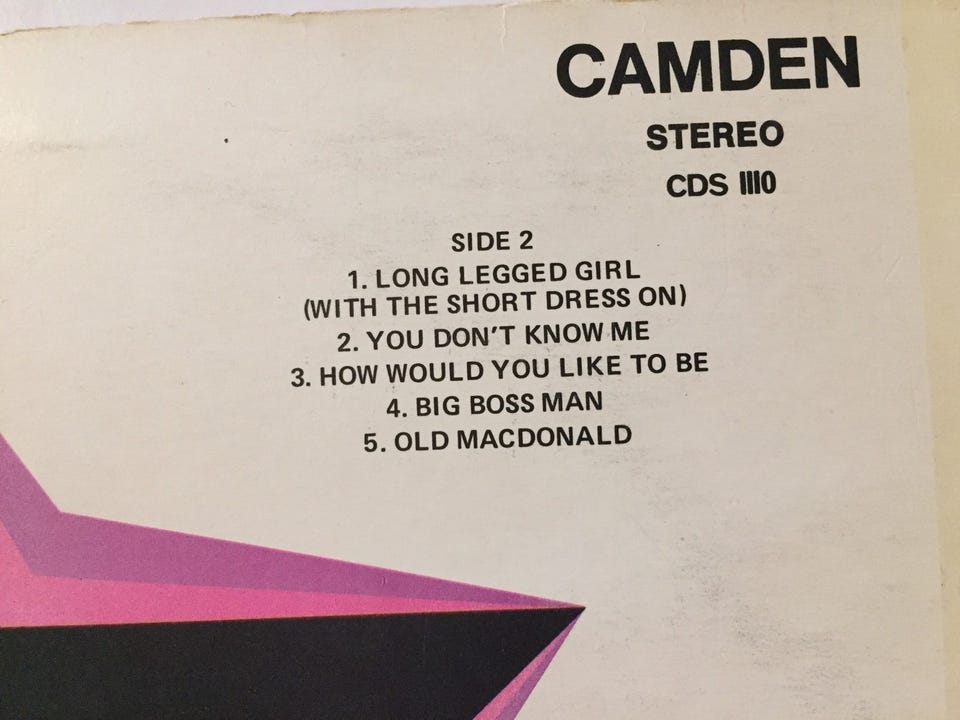 CAMDEN
STEREO
CDS 1110
SIDE 2
1. LONG LEGGED GIRL
(WITH THE SHORT DRESS ON)
2. YOU DON'T KNOW ME
3. HOW WOULD YOU LIKE TO BE
4. BIG BOSS MAN
5. OLD MACDONALD